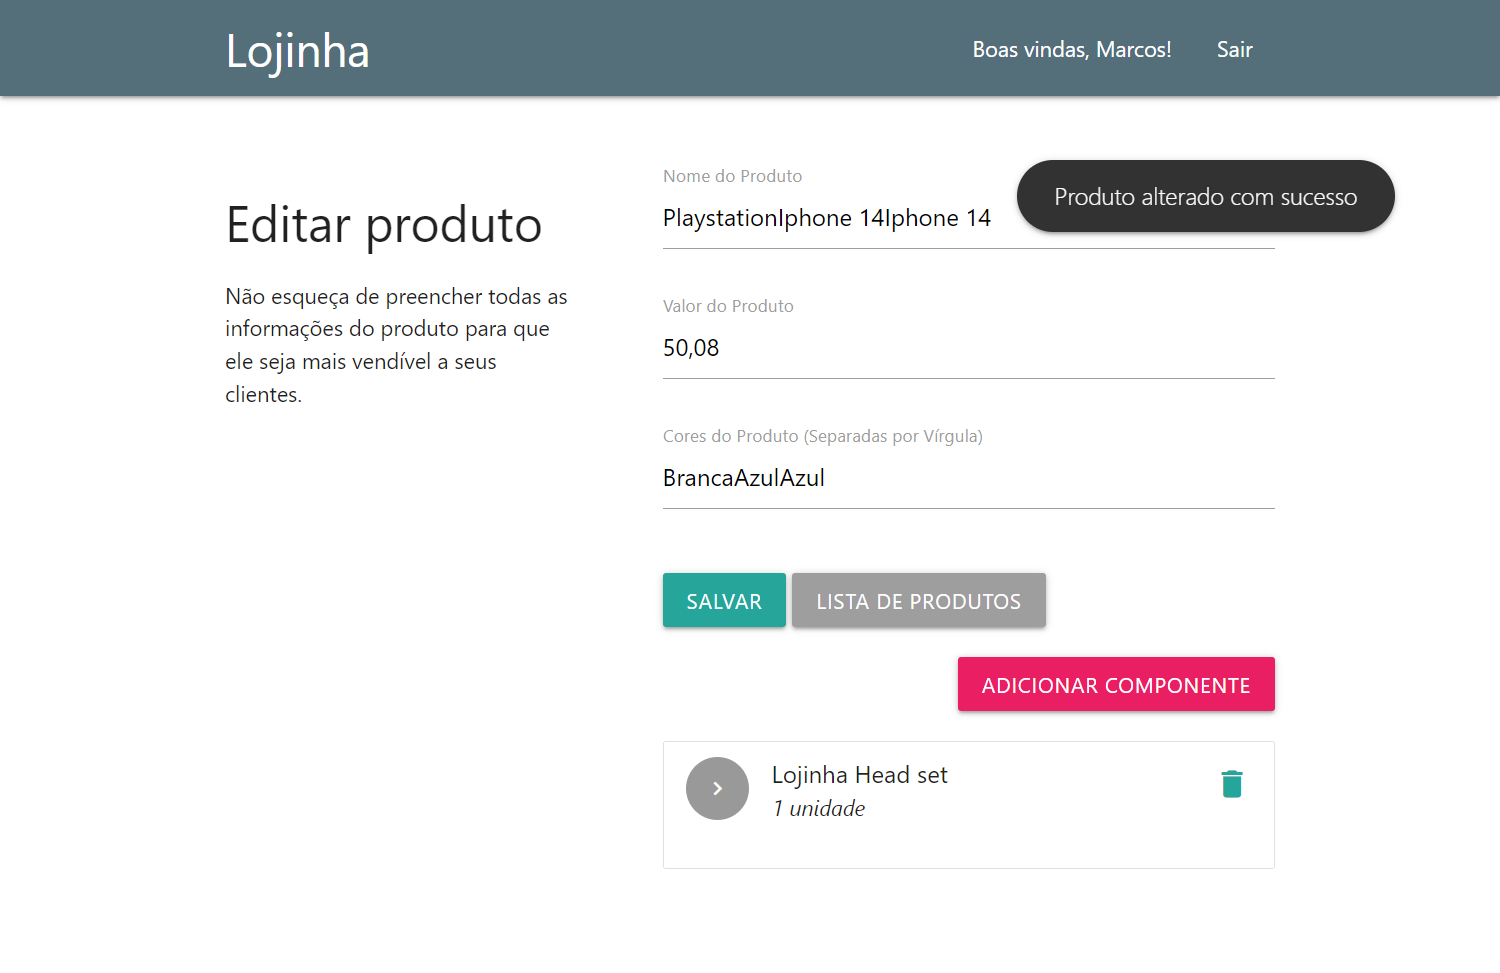 Lojinha
Boas vindas, Marcos!
Sair
Editar produto
Não esqueça de preencher todas as
informações do produto para que
ele seja mais vendível a seus
clientes.
Nome do Produto
PlaystationIphone 14Iphone 14
Produto alterado com sucesso
Valor do Produto
50,08
Cores do Produto (Separadas por Vírgula)
BrancaAzulAzul
SALVAR
LISTA DE PRODUTOS
ADICIONAR COMPONENTE
Lojinha Head set
1 unidade